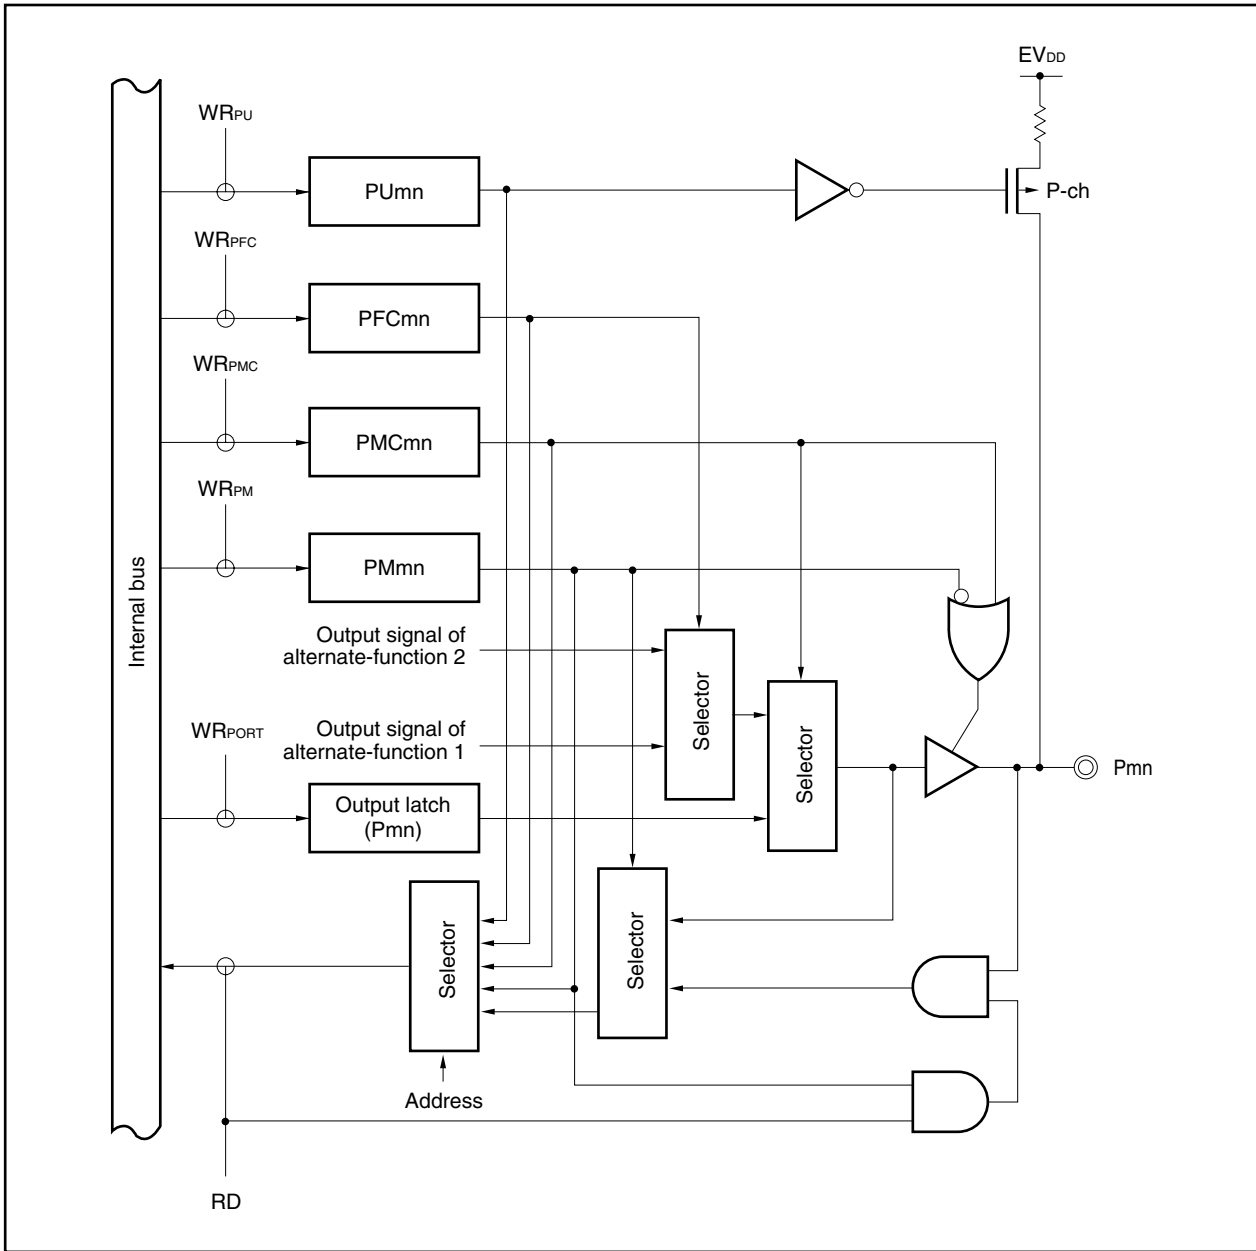 EVDD
WRPU
PUmn
P-ch
WRPFC
PFCmn
WRPMC
PMCmn
WRPM
PMmn
Internal bus
Output signal of
alternate-function 2
Selector
WRPORT
Output signal of
alternate-function 1
Selector
Pmn
Output latch
(Pmn)
Selector
Selector
Address
RD